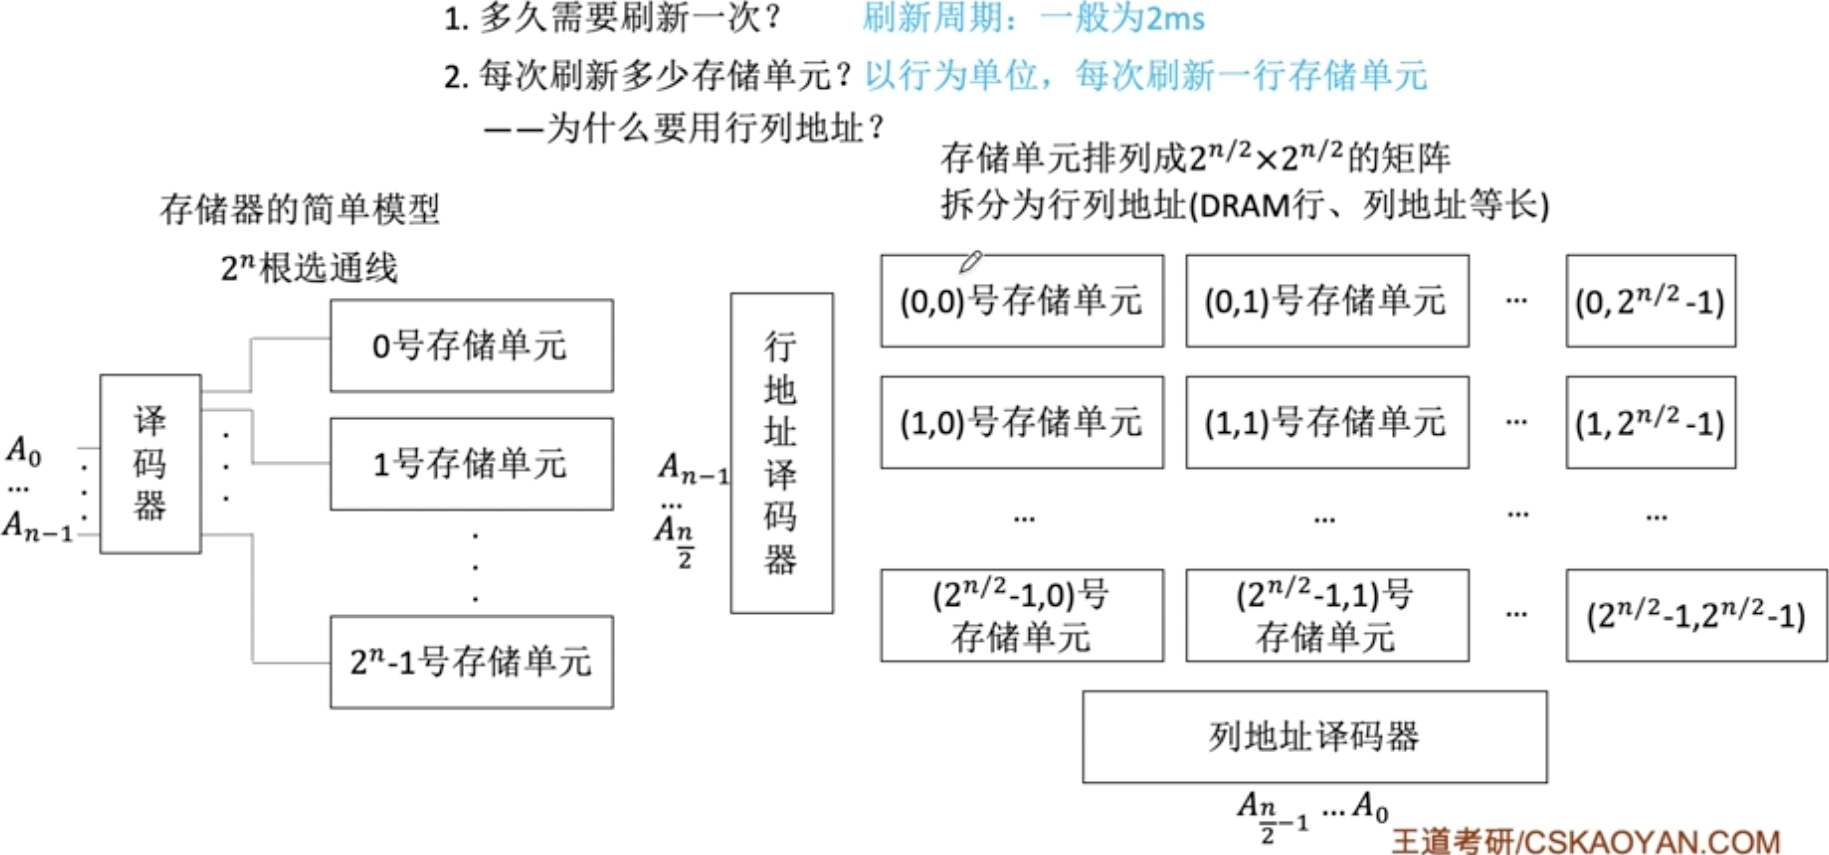 1. 多久需要刷新一次？ 刷新周期：一般为2ms
2. 每次刷新多少存储单元？以行为单位，每次刷新一行存储单元
——为什么要用行列地址？
存储单元排列成2^{n/2}×2^{n/2}的矩阵
拆分为行列地址(DRAM行、列地址等长)
存储器的简单模型
2^n根选通线
A_0
...
A_{n-1}
译码器
0号存储单元
1号存储单元
2^n-1号存储单元
A_{n-1}
...
A_{n/2}
行地址译码器
(0,0)号存储单元 (0,1)号存储单元 ... (0, 2^{n/2}-1)
(1,0)号存储单元 (1,1)号存储单元 ... (1, 2^{n/2}-1)
... ... ... ...
(2^{n/2}-1,0)号存储单元 (2^{n/2}-1,1)号存储单元 ... (2^{n/2}-1,2^{n/2}-1)
列地址译码器
A_{n/2-1} ... A_0
王道考研/CSKAOYAN.COM